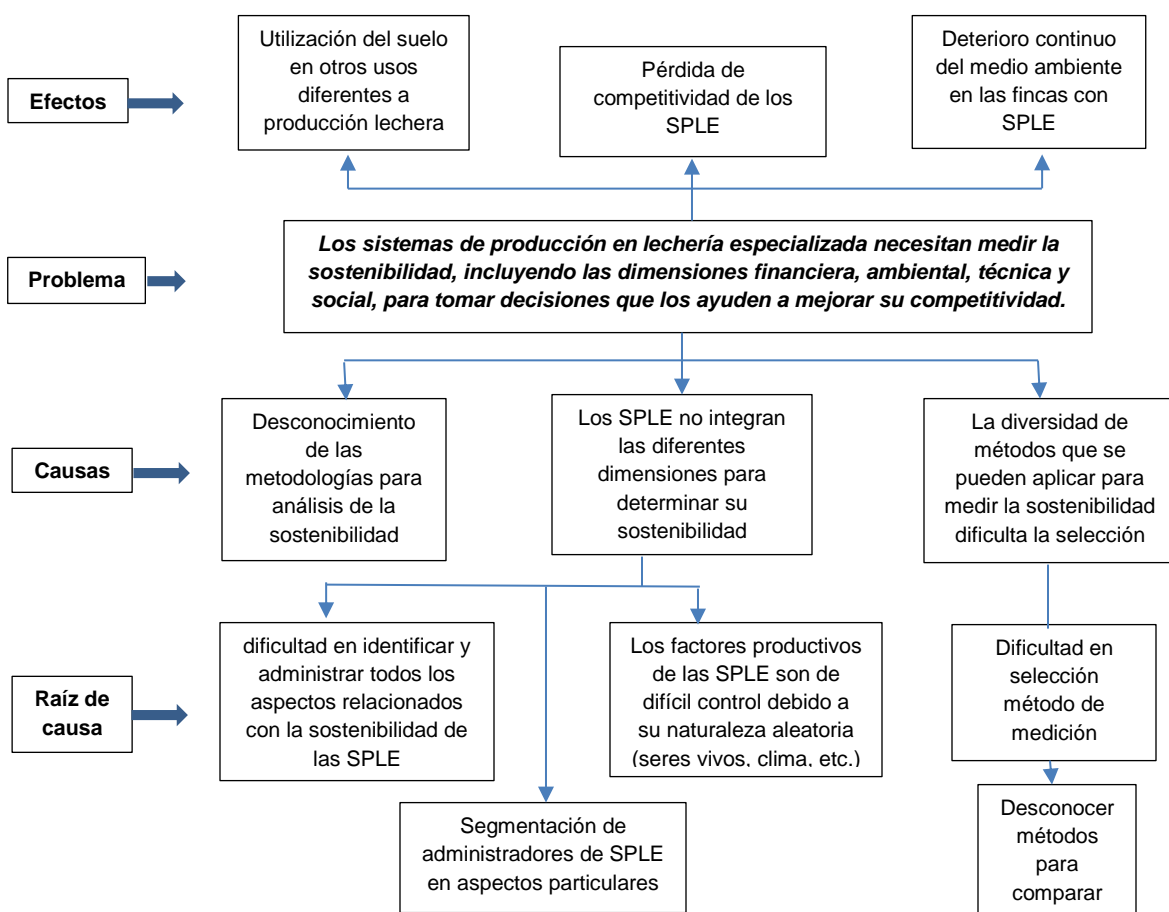 Efectos
Utilización del suelo
en otros usos
diferentes a
producción lechera
Pérdida de
competitividad de los
SPLE
Deterioro continuo
del medio ambiente
en las fincas con
SPLE
Problema
Los sistemas de producción en lechería especializada necesitan medir la
sostenibilidad, incluyendo las dimensiones financiera, ambiental, técnica y
social, para tomar decisiones que los ayuden a mejorar su competitividad.
Causas
Desconocimiento
de las
metodologías para
análisis de la
sostenibilidad
Los SPLE no integran
las diferentes
dimensiones para
determinar su
sostenibilidad
La diversidad de
métodos que se
pueden aplicar para
medir la sostenibilidad
dificulta la selección
Raíz de
causa
dificultad en identificar y
administrar todos los
aspectos relacionados
con la sostenibilidad de
las SPLE
Los factores productivos
de las SPLE son de
difícil control debido a
su naturaleza aleatoria
(seres vivos, clima, etc.)
Dificultad en
selección
método de
medición
Segmentación de
administradores de SPLE
en aspectos particulares
Desconocer
métodos
para
comparar